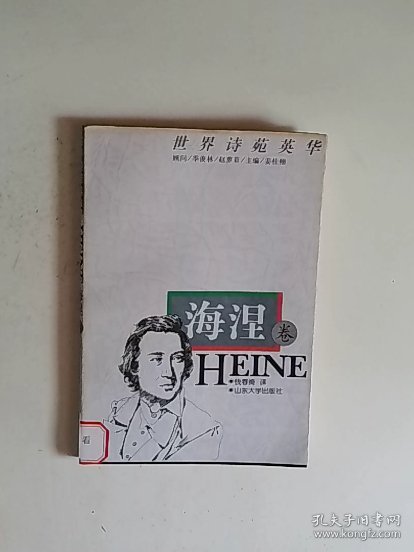 世界诗苑英华
顾问/季羡林/赵萝蕤/主编/姜桂栩
海涅卷
HEINE
●钱春绮 译
●山东大学出版社
看
孔夫子旧书网
www.kongfz.com